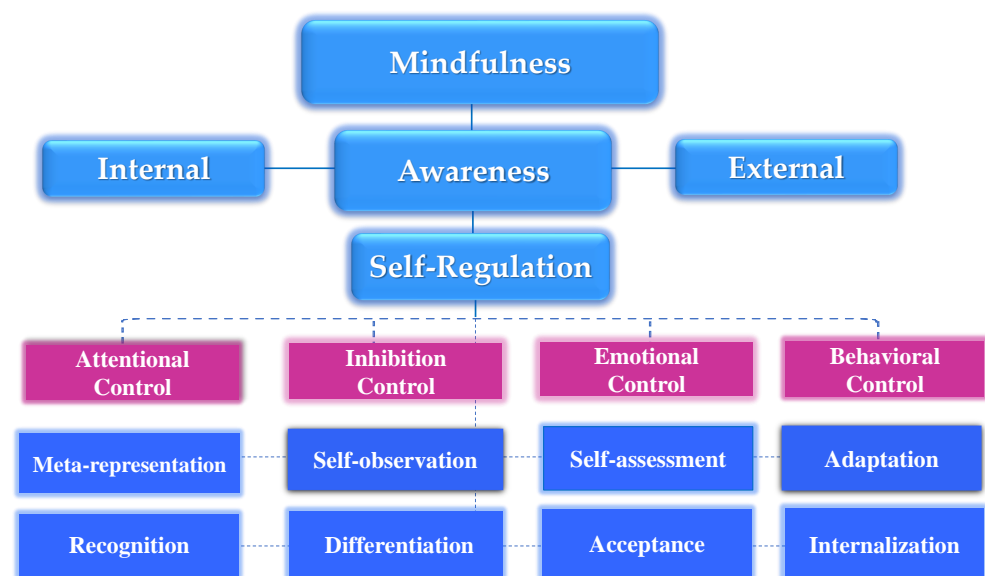 Mindfulness
Internal
Awareness
External
Self-Regulation
Attentional
Control
Inhibition
Control
Emotional
Control
Behavioral
Control
Meta-representation
Self-observation
Self-assessment
Adaptation
Recognition
Differentiation
Acceptance
Internalization